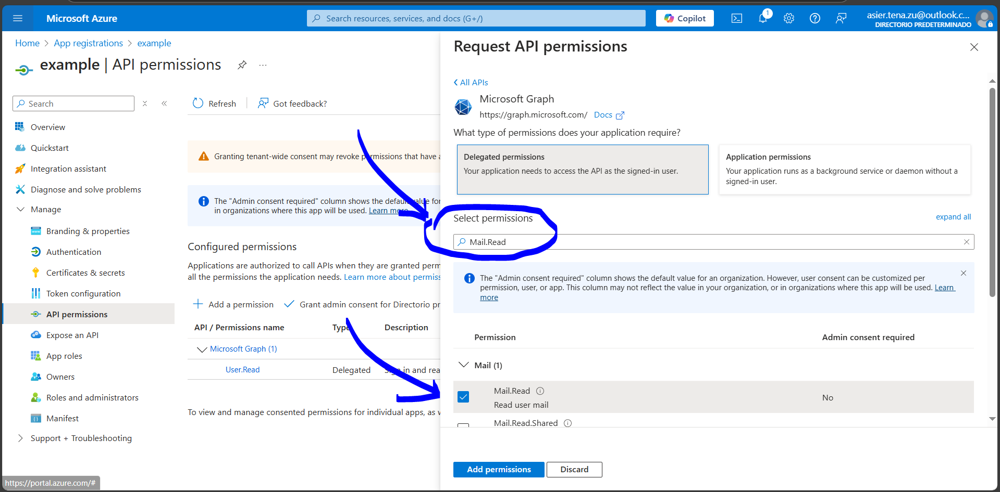 Microsoft Azure
Search resources, services, and docs (G+/)
Copilot
1
asier.tena.zu@outlook.c...
DIRECTORIO PREDETERMINADO
Home > App registrations > example
example | API permissions
...
Search
Overview
Quickstart
Integration assistant
Diagnose and solve problems
Manage
Branding & properties
Authentication
Certificates & secrets
Token configuration
API permissions
Expose an API
App roles
Owners
Roles and administrators
Manifest
Support + Troubleshooting
https://portal.azure.com/#
Refresh
Got feedback?
Granting tenant-wide consent may revoke permissions that have a
The "Admin consent required" column shows the default value for
in organizations where this app will be used. Learn more
Configured permissions
Applications are authorized to call APIs when they are granted perm
all the permissions the application needs. Learn more about permiss
Add a permission
Grant admin consent for Directorio pr
API / Permissions name Type Description
Microsoft Graph (1)
User.Read Delegated Sign in and rea
To view and manage consented permissions for individual apps, as w
Request API permissions
All APIs
Microsoft Graph
https://graph.microsoft.com/ Docs
What type of permissions does your application require?
Delegated permissions
Your application needs to access the API as the signed-in user.
Application permissions
Your application runs as a background service or daemon without a
signed-in user.
Select permissions
expand all
Mail.Read
The "Admin consent required" column shows the default value for an organization. However, user consent can be customized per
permission, user, or app. This column may not reflect the value in your organization, or in organizations where this app will be used. Learn
more
Permission Admin consent required
Mail (1)
Mail.Read
Read user mail
No
Mail.Read.Shared
Add permissions
Discard